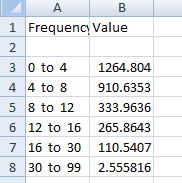 A B
1 Frequency Value
2
3 0 to 4 1264.804
4 4 to 8 910.6353
5 8 to 12 333.9636
6 12 to 16 265.8643
7 16 to 30 110.5407
8 30 to 99 2.555816